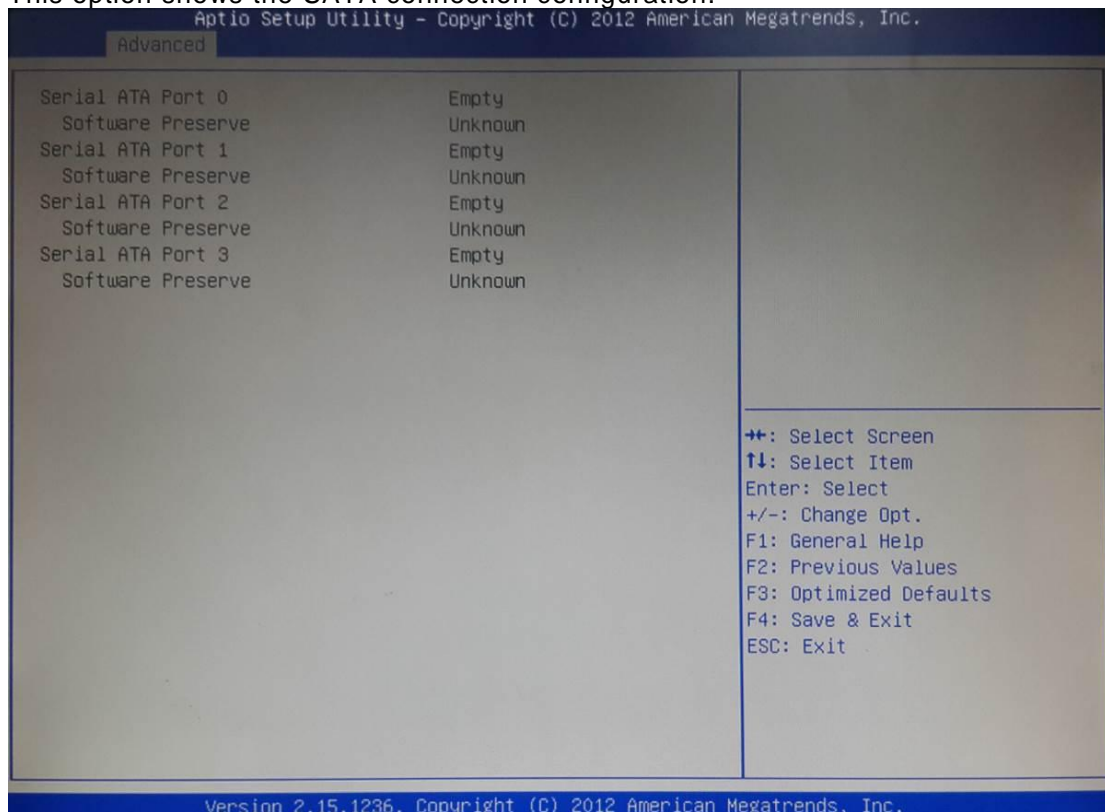 This option shows the SATA connection configuration.
Aptio Setup Utility – Copyright (C) 2012 American Megatrends, Inc.
Advanced
Serial ATA Port 0 Empty
Software Preserve Unknown
Serial ATA Port 1 Empty
Software Preserve Unknown
Serial ATA Port 2 Empty
Software Preserve Unknown
Serial ATA Port 3 Empty
Software Preserve Unknown
→←: Select Screen
↑↓: Select Item
Enter: Select
+/-: Change Opt.
F1: General Help
F2: Previous Values
F3: Optimized Defaults
F4: Save & Exit
ESC: Exit
Version 2.15.1236. Copyright (C) 2012 American Megatrends, Inc.